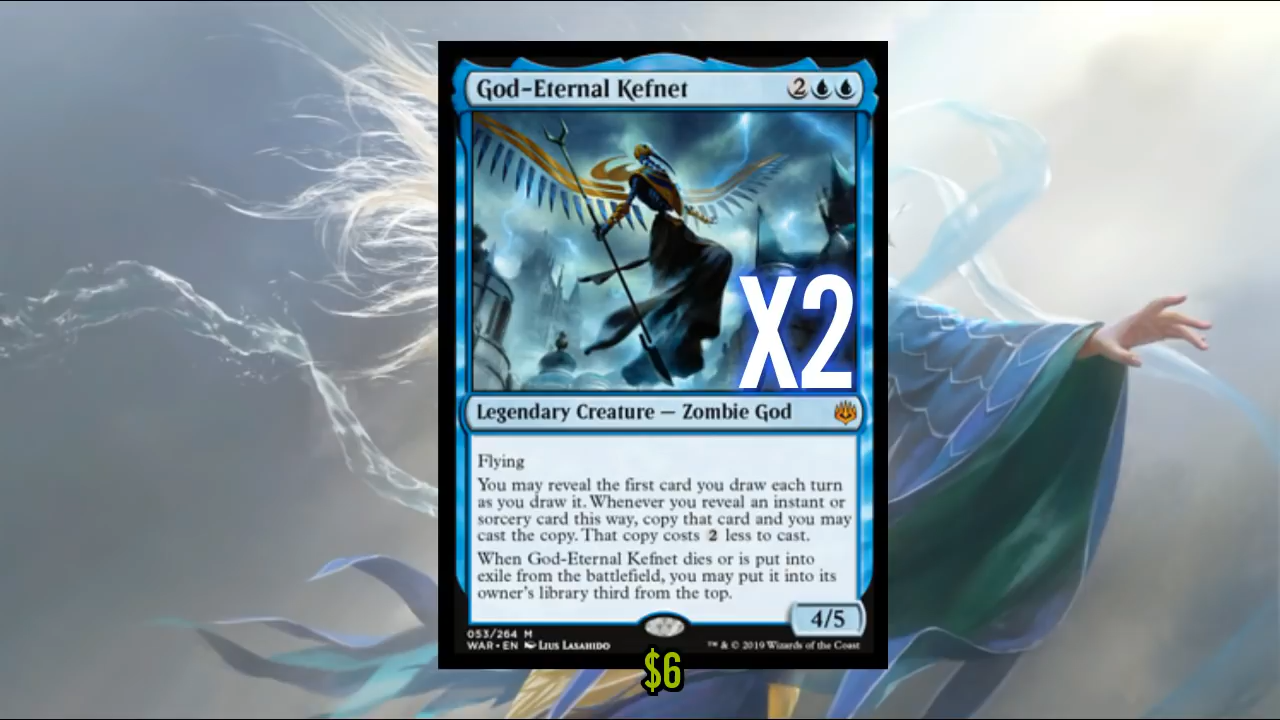 God-Eternal Kefnet 2
X2
Legendary Creature — Zombie God
Flying
You may reveal the first card you draw each turn
as you draw it. Whenever you reveal an instant or
sorcery card this way, copy that card and you may
cast the copy. That copy costs 2 less to cast.
When God-Eternal Kefnet dies or is put into
exile from the battlefield, you may put it into its
owner's library third from the top.
4/5
053/264 M
WAR • EN Lius Lasahido
™ & © 2019 Wizards of the Coast
$6